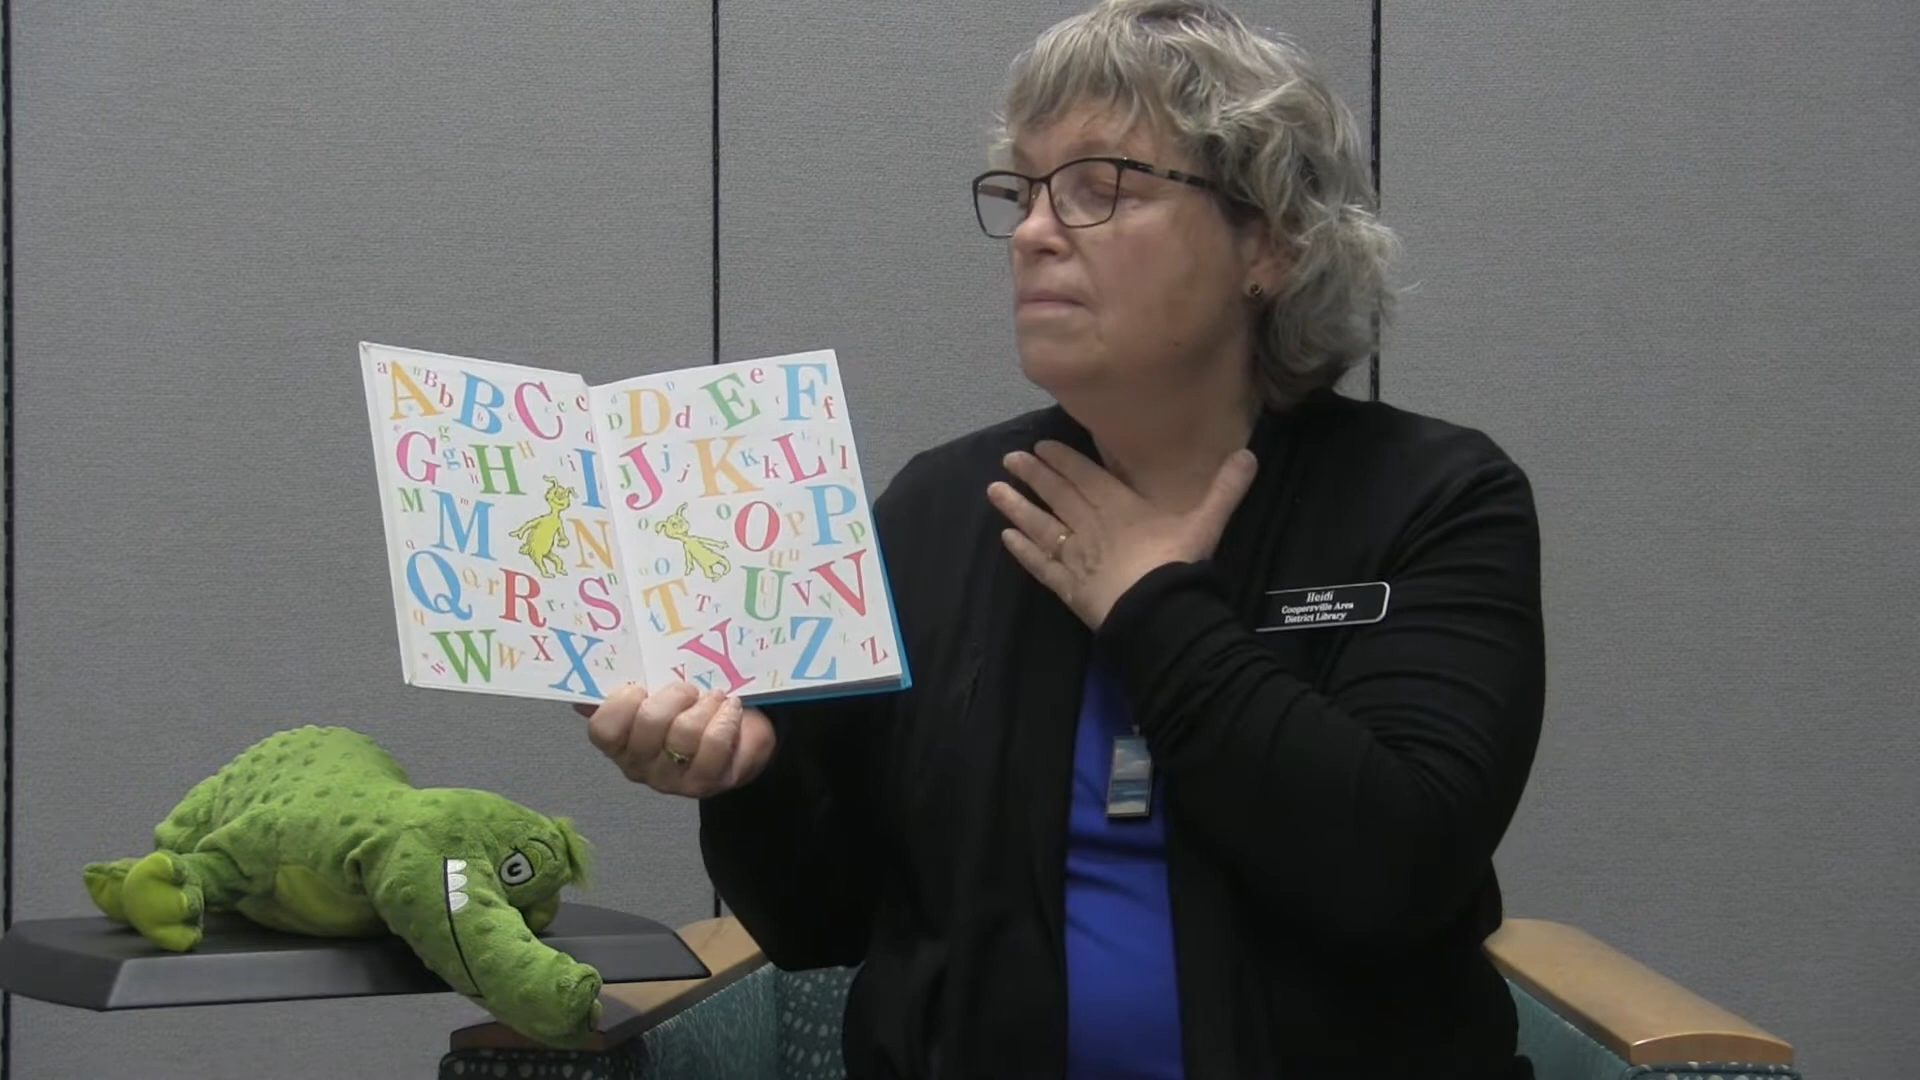 A B C D E F
G H I J K L
M N O P
Q R S T U V
W X Y Z
Heidi
Coopersville Area
District Library